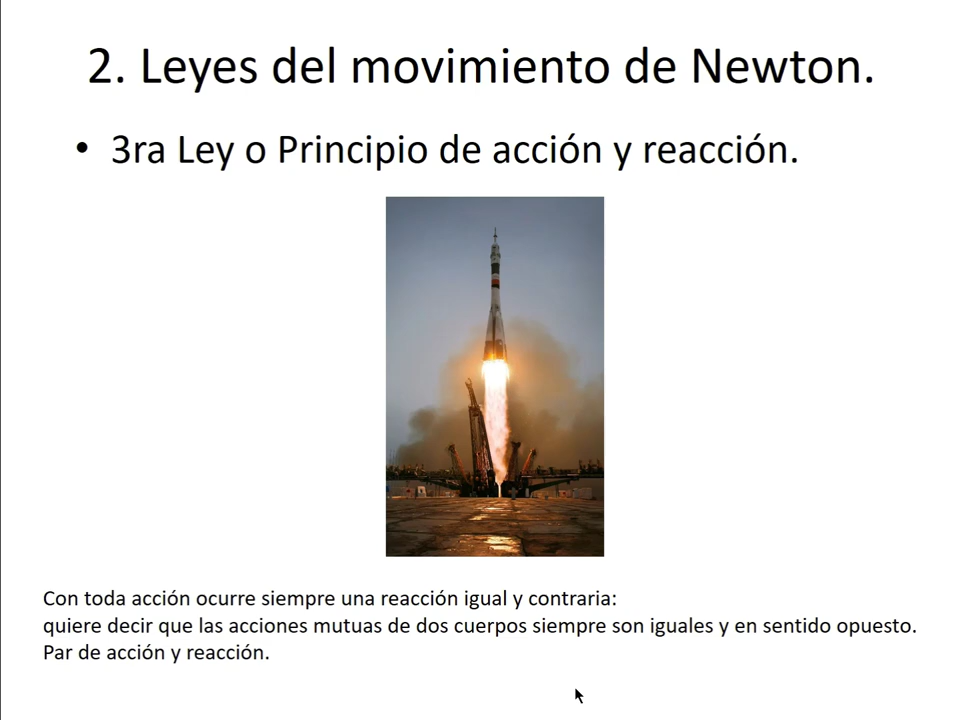 2. Leyes del movimiento de Newton.
• 3ra Ley o Principio de acción y reacción.
Con toda acción ocurre siempre una reacción igual y contraria:
quiere decir que las acciones mutuas de dos cuerpos siempre son iguales y en sentido opuesto.
Par de acción y reacción.